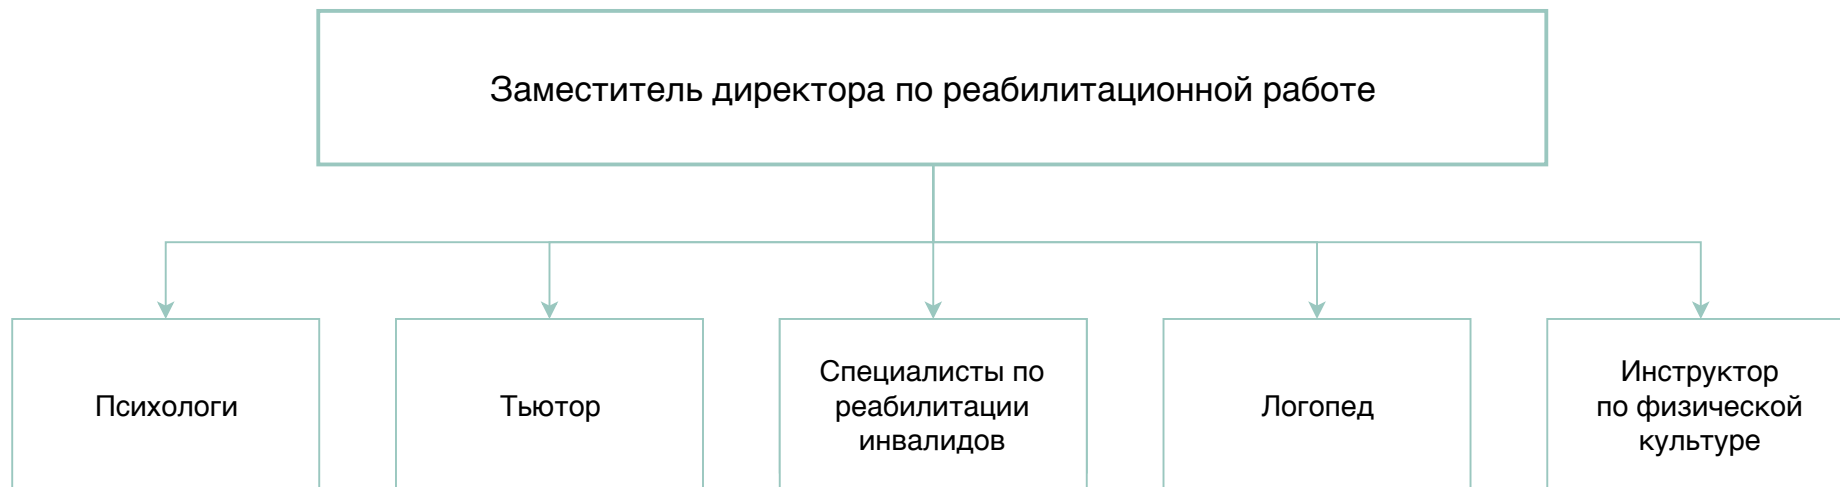 Заместитель директора по реабилитационной работе
Психологи
Тьютор
Специалисты по
реабилитации
инвалидов
Логопед
Инструктор
по физической
культуре